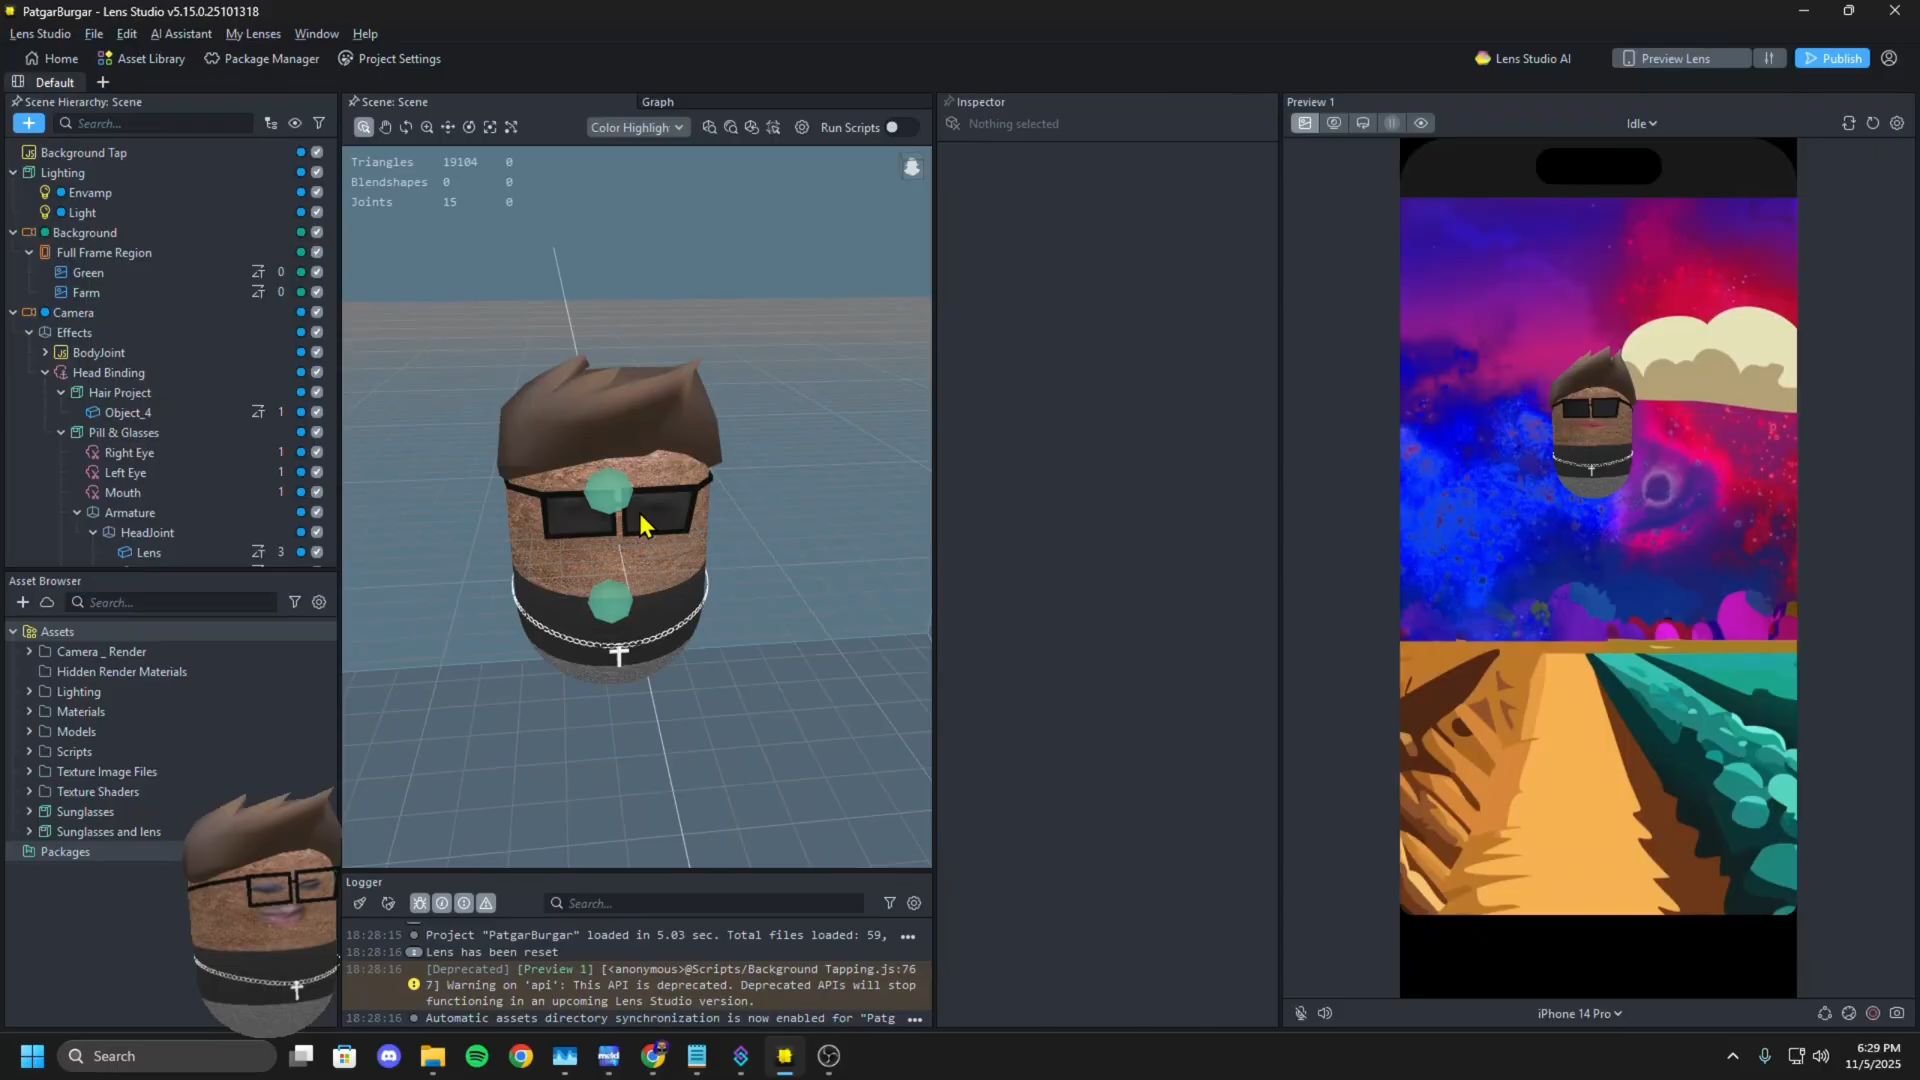 PatgarBurgar - Lens Studio v5.15.0.25101318
Lens Studio File Edit AI Assistant My Lenses Window Help
Home Asset Library Package Manager Project Settings Lens Studio AI Preview Lens Publish
Default
Scene Hierarchy: Scene
Search...
Background Tap
Lighting
Envamp
Light
Background
Full Frame Region
Green 0
Farm 0
Camera
Effects
BodyJoint
Head Binding
Hair Project
Object_4 1
Pill & Glasses
Right Eye 1
Left Eye 1
Mouth 1
Armature
HeadJoint
Lens 3
Asset Browser
Search...
Assets
Camera _ Render
Hidden Render Materials
Lighting
Materials
Models
Scripts
Texture Image Files
Texture Shaders
Sunglasses
Sunglasses and lens
Packages
Scene: Scene Graph
Color Highligh Run Scripts
Triangles 19104 0
Blendshapes 0 0
Joints 15 0
Logger
Search...
18:28:15 Project "PatgarBurgar" loaded in 5.03 sec. Total files loaded: 59, •••
18:28:16 Lens has been reset
18:28:16 [Deprecated] [Preview 1] [<anonymous>@Scripts/Background Tapping.js:76
7] Warning on 'api': This API is deprecated. Deprecated APIs will stop
functioning in an upcoming Lens Studio version.
18:28:16 Automatic assets directory synchronization is now enabled for "Patg •••
Inspector
Nothing selected
Preview 1
Idle
iPhone 14 Pro
Search
6:29 PM
11/5/2025